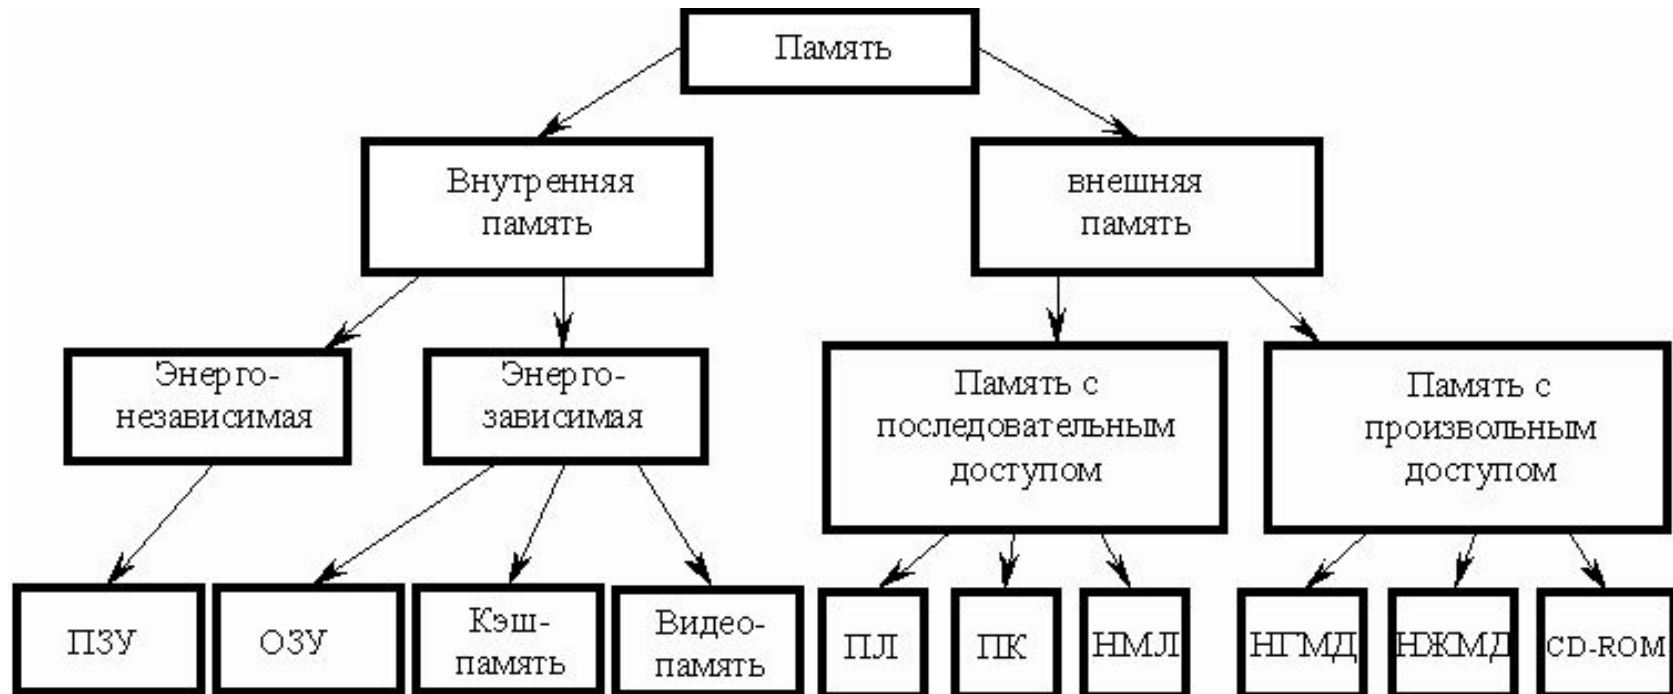 Память
Внутренняя
память
внешняя
память
Энерго-
независимая
Энерго-
зависимая
Память с
последовательным
доступом
Память с
произвольным
доступом
ПЗУ
ОЗУ
Кэш-
память
Видео-
память
ПЛ
ПК
НМЛ
НГМД
НЖМД
CD-ROM